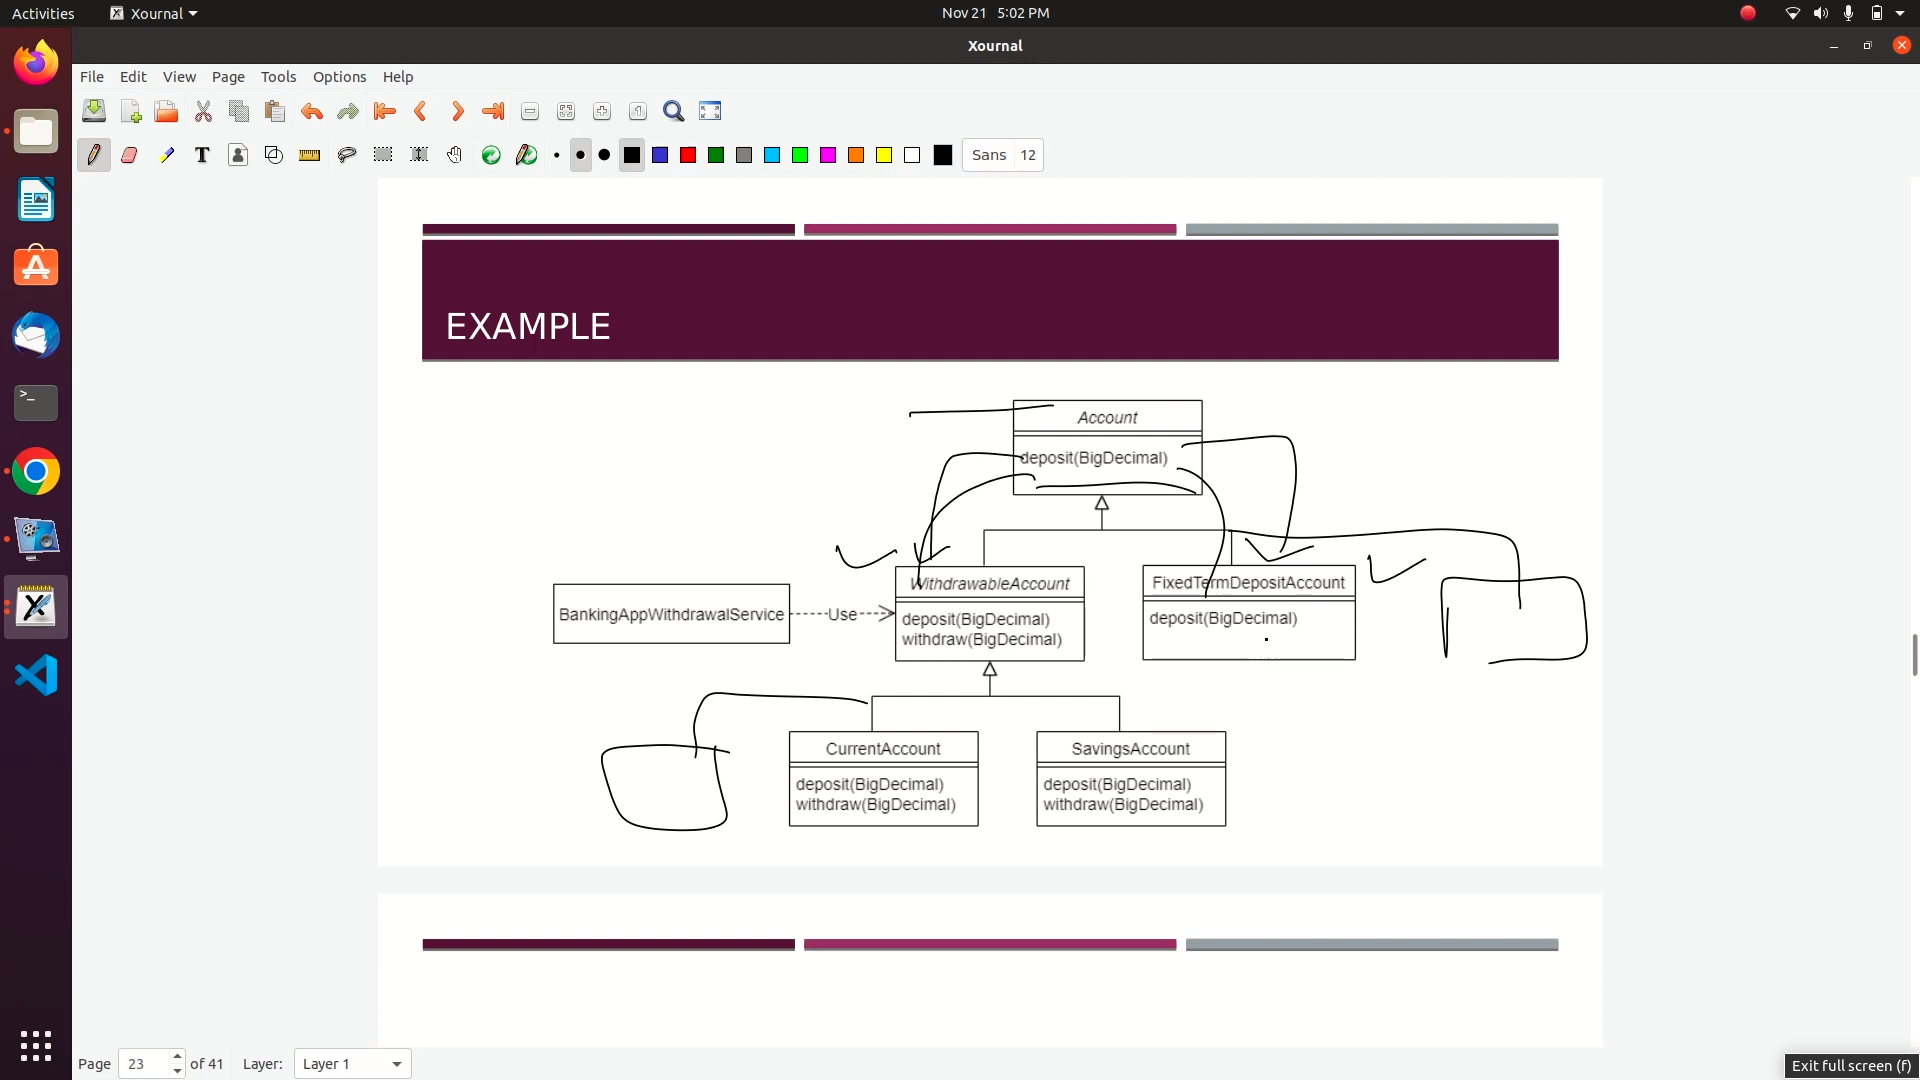 Activities
Xournal
Nov 21 5:02 PM
Xournal
File Edit View Page Tools Options Help
Sans 12
EXAMPLE
Account
deposit(BigDecimal)
BankingAppWithdrawalService
Use
WithdrawableAccount
deposit(BigDecimal)
withdraw(BigDecimal)
FixedTermDepositAccount
deposit(BigDecimal)
CurrentAccount
deposit(BigDecimal)
withdraw(BigDecimal)
SavingsAccount
deposit(BigDecimal)
withdraw(BigDecimal)
Page 23 of 41 Layer: Layer 1
Exit full screen (f)